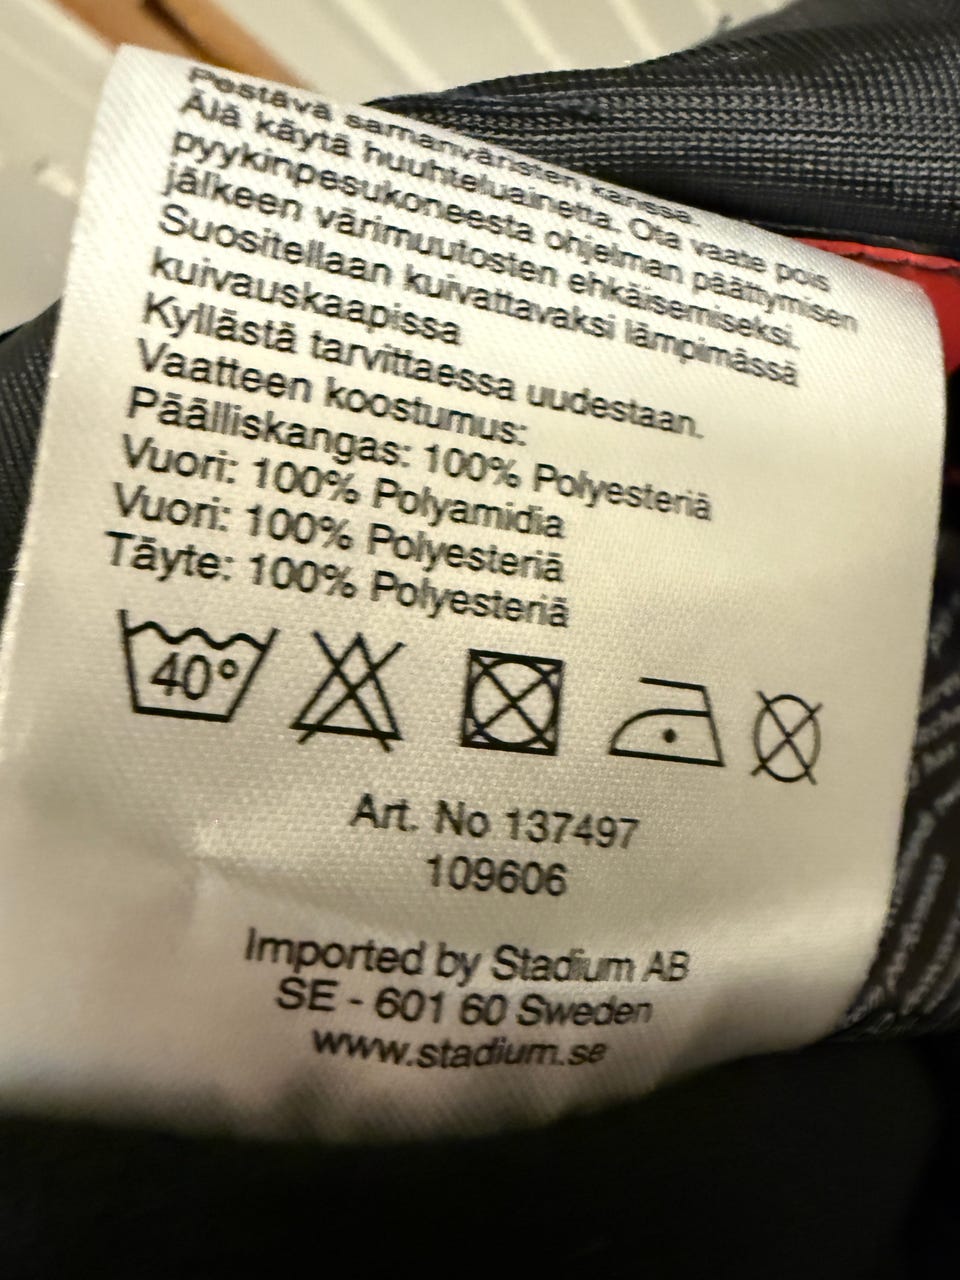 Pestävä samanväristen kanssa.
Älä käytä huuhteluainetta. Ota vaate pois
pyykinpesukoneesta ohjelman päättymisen
jälkeen värimuutosten ehkäisemiseksi.
Suositellaan kuivattavaksi lämpimässä
kuivauskaapissa
Kyllästä tarvittaessa uudestaan.
Vaatteen koostumus:
Päälliskangas: 100% Polyesteriä
Vuori: 100% Polyamidia
Vuori: 100% Polyesteriä
Täyte: 100% Polyesteriä
40°
Art. No 137497
109606
Imported by Stadium AB
SE - 601 60 Sweden
www.stadium.se